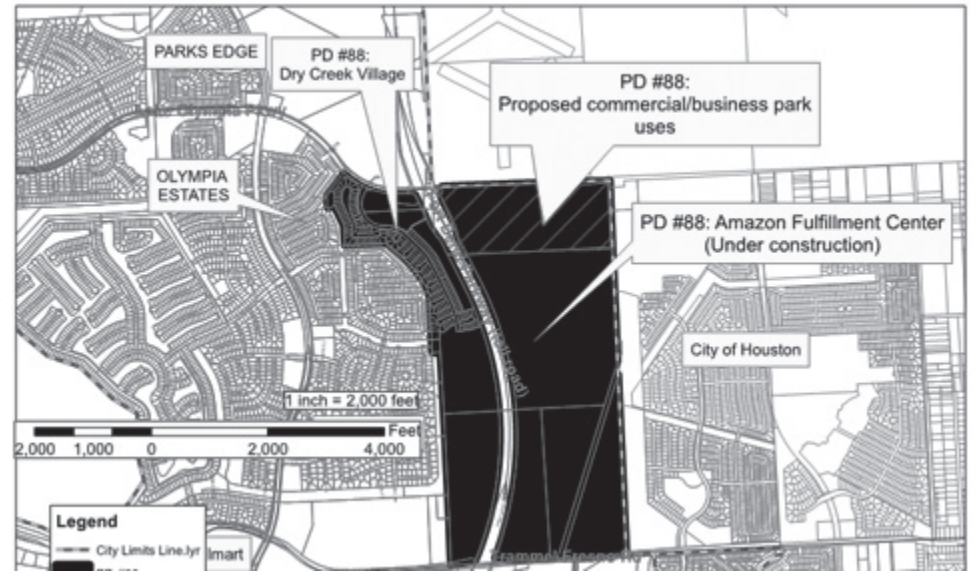 PARKS EDGE
PD #88:
Dry Creek Village
PD #88:
Proposed commercial/business park
uses
OLYMPIA
ESTATES
PD #88: Amazon Fulfillment Center
(Under construction)
City of Houston
1 inch = 2,000 feet
Feet
2,000 1,000 0 2,000 4,000
Legend
City Limits Line.lyr
lmart